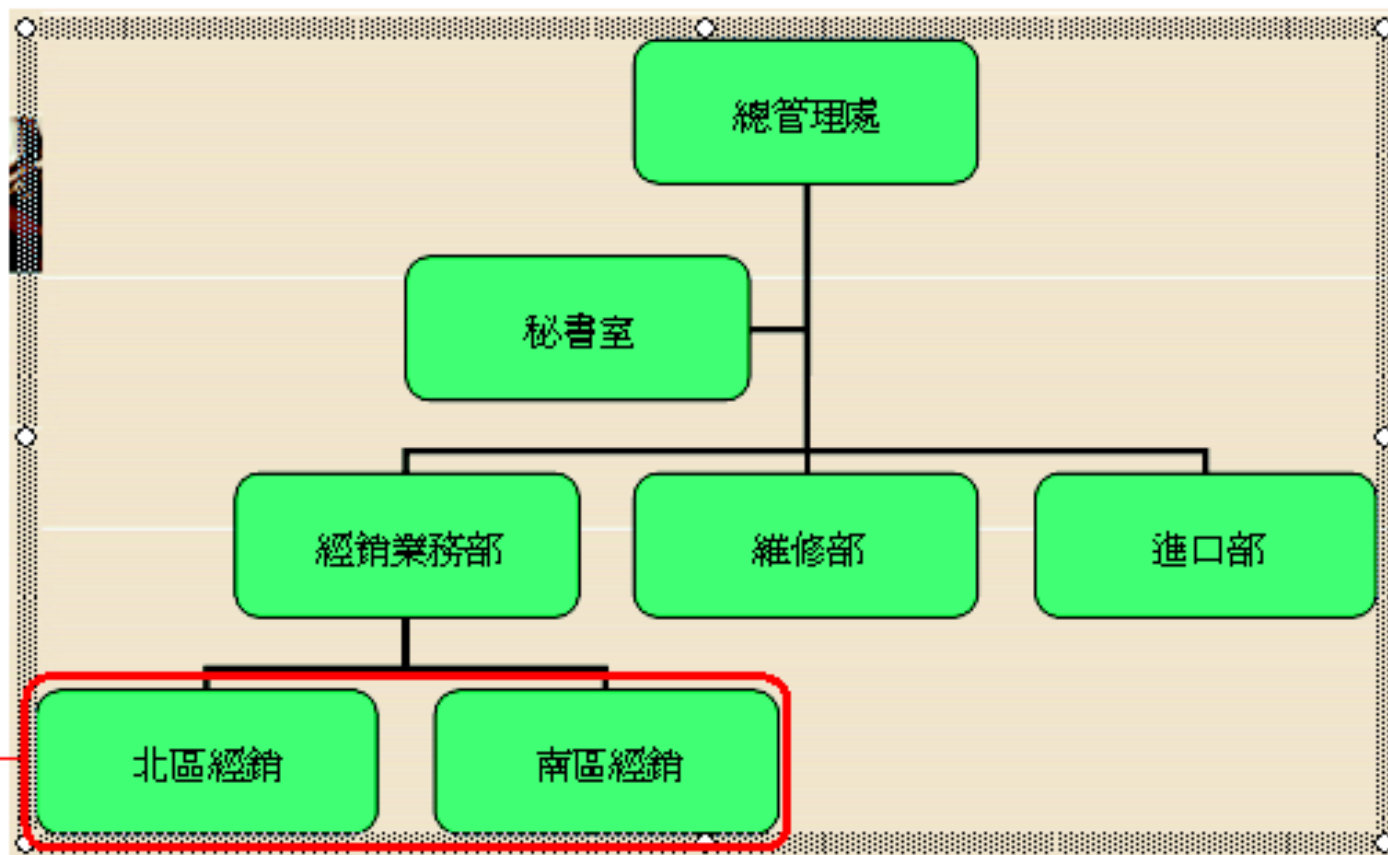 總管理處
秘書室
經銷業務部
維修部
進口部
北區經銷
南區經銷